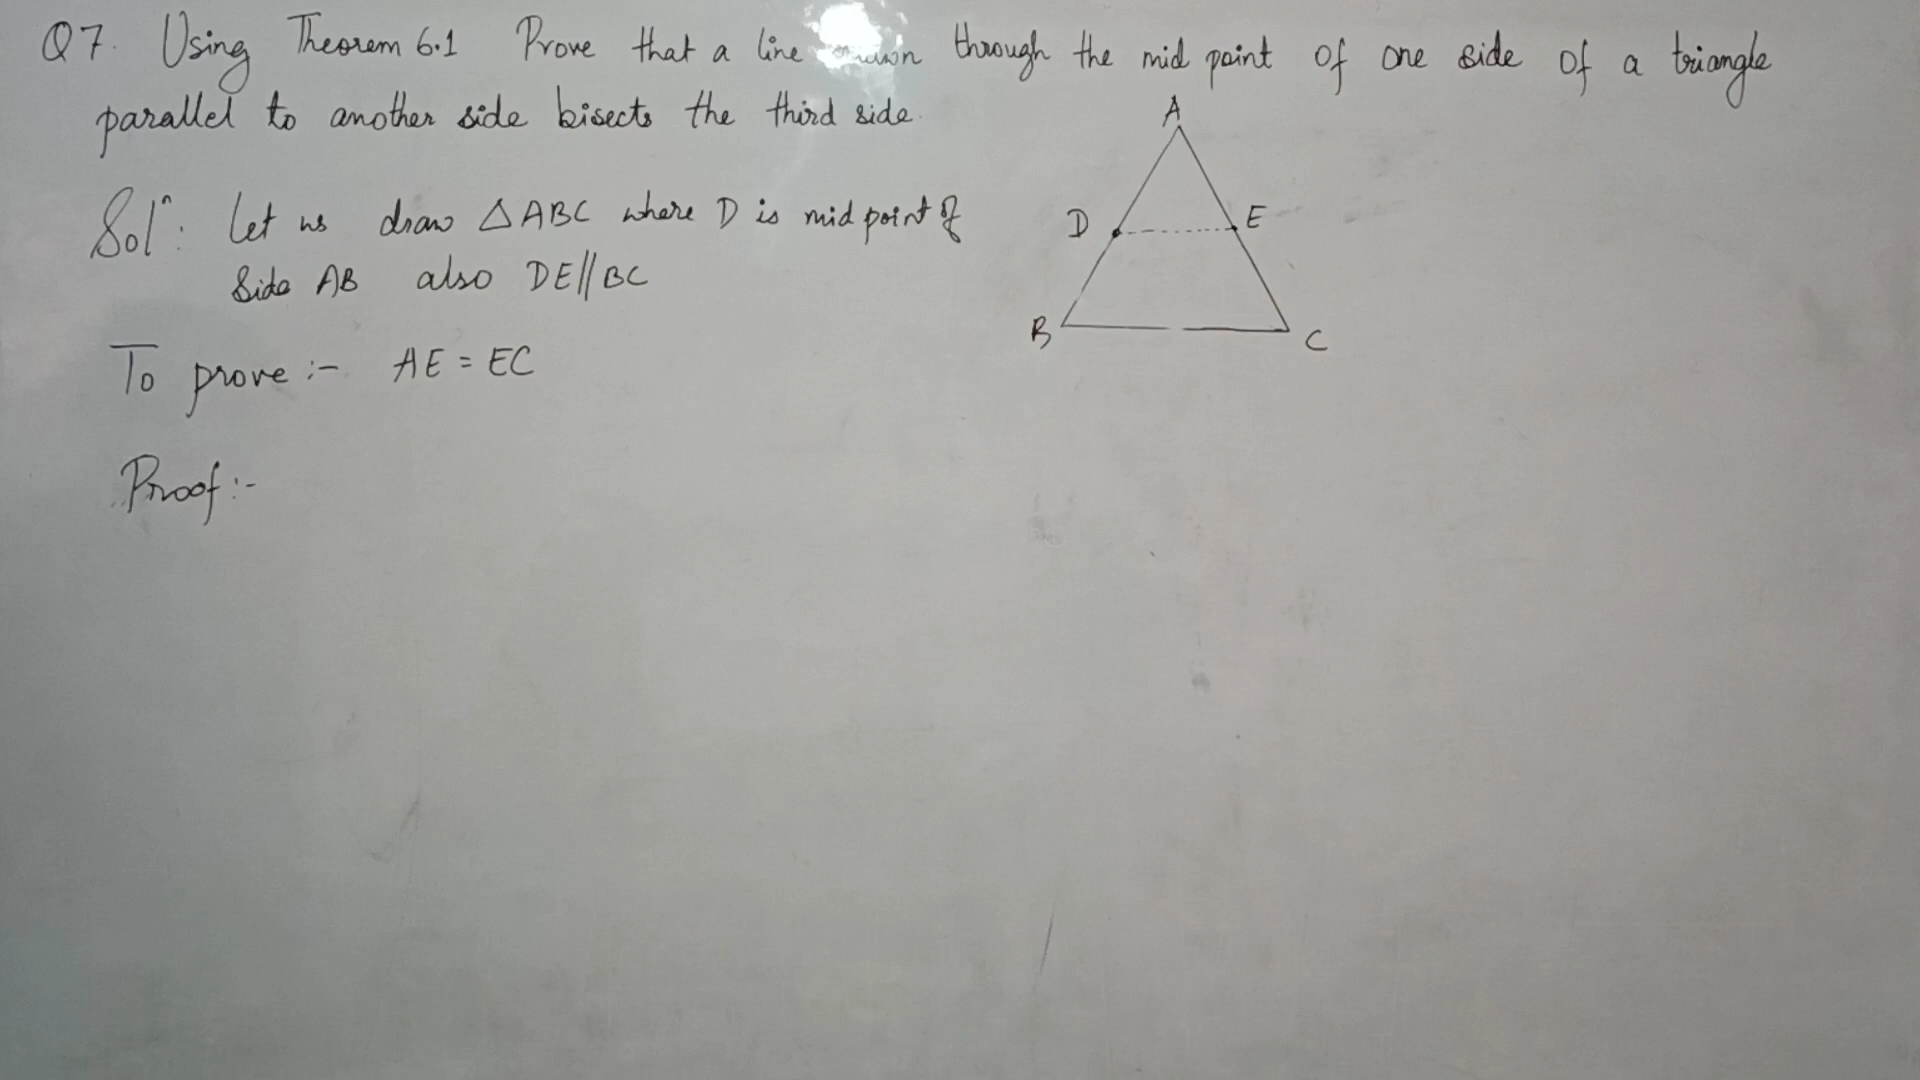 Q7. Using Theorem 6.1 Prove that a line through the mid point of one side of a triangle
parallel to another side bisects the third side.
Solⁿ: Let us draw △ABC where D is mid point of
Side AB also DE||BC
To prove :- AE = EC
Proof :-
A
D
E
B
C